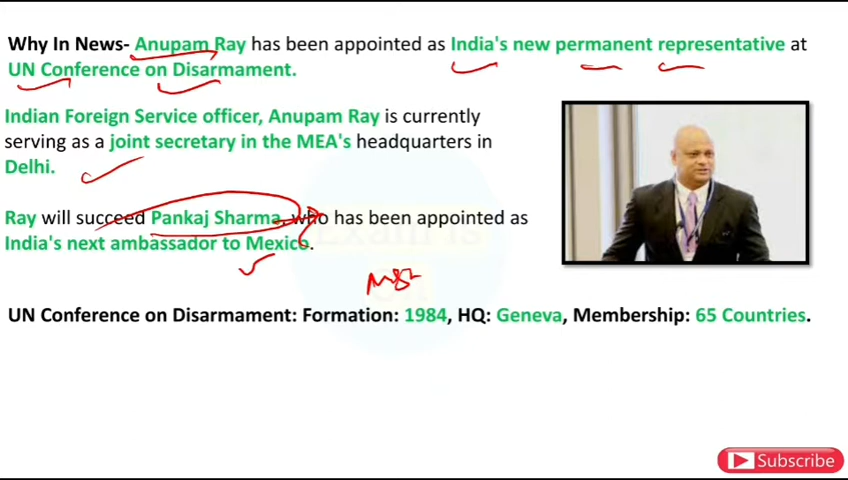 Why In News- Anupam Ray has been appointed as India's new permanent representative at
UN Conference on Disarmament.
Indian Foreign Service officer, Anupam Ray is currently
serving as a joint secretary in the MEA's headquarters in
Delhi.
Ray will succeed Pankaj Sharma, who has been appointed as
India's next ambassador to Mexico.
Exam is
On
UN Conference on Disarmament: Formation: 1984, HQ: Geneva, Membership: 65 Countries.
Subscribe